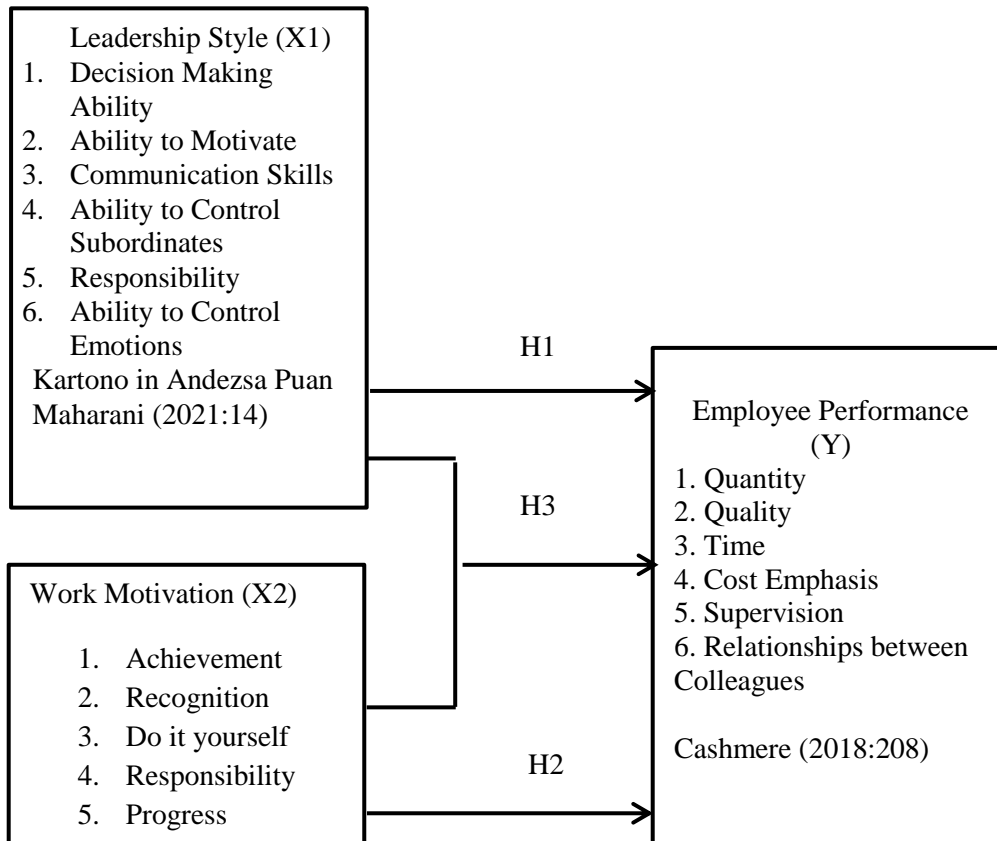 Leadership Style (X1)
1. Decision Making
Ability
2. Ability to Motivate
3. Communication Skills
4. Ability to Control
Subordinates
5. Responsibility
6. Ability to Control
Emotions
Kartono in Andezsa Puan
Maharani (2021:14)
H1
H3
Work Motivation (X2)
1. Achievement
2. Recognition
3. Do it yourself
4. Responsibility
5. Progress
H2
Employee Performance
(Y)
1. Quantity
2. Quality
3. Time
4. Cost Emphasis
5. Supervision
6. Relationships between
Colleagues
Cashmere (2018:208)